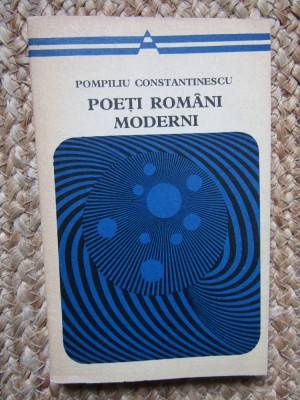 POMPILIU CONSTANTINESCU
POEȚI ROMÂNI
MODERNI